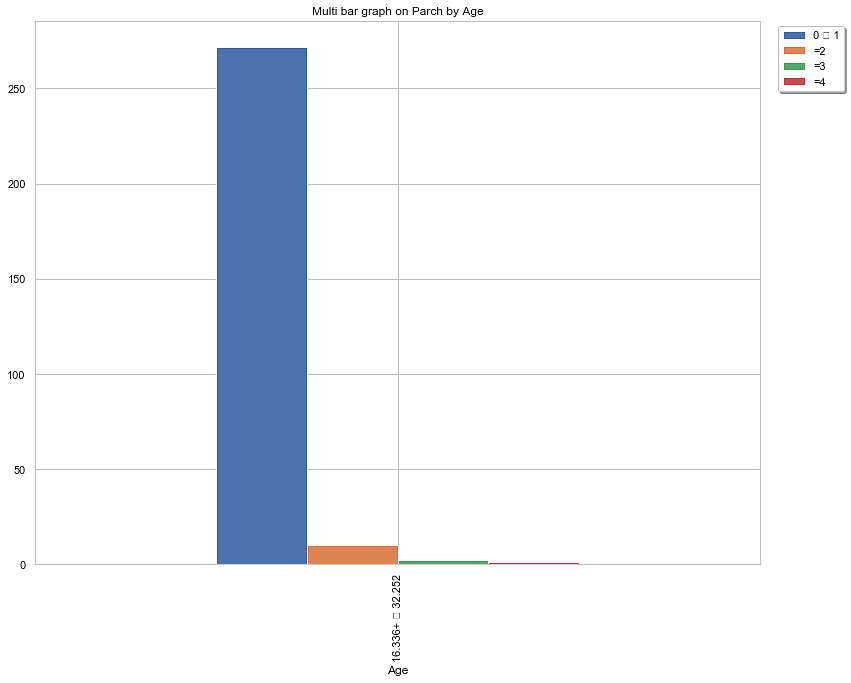 Multi bar graph on Parch by Age
0 □ 1
=2
=3
=4
250
200
150
100
50
0
16.336+ □ 32.252
Age